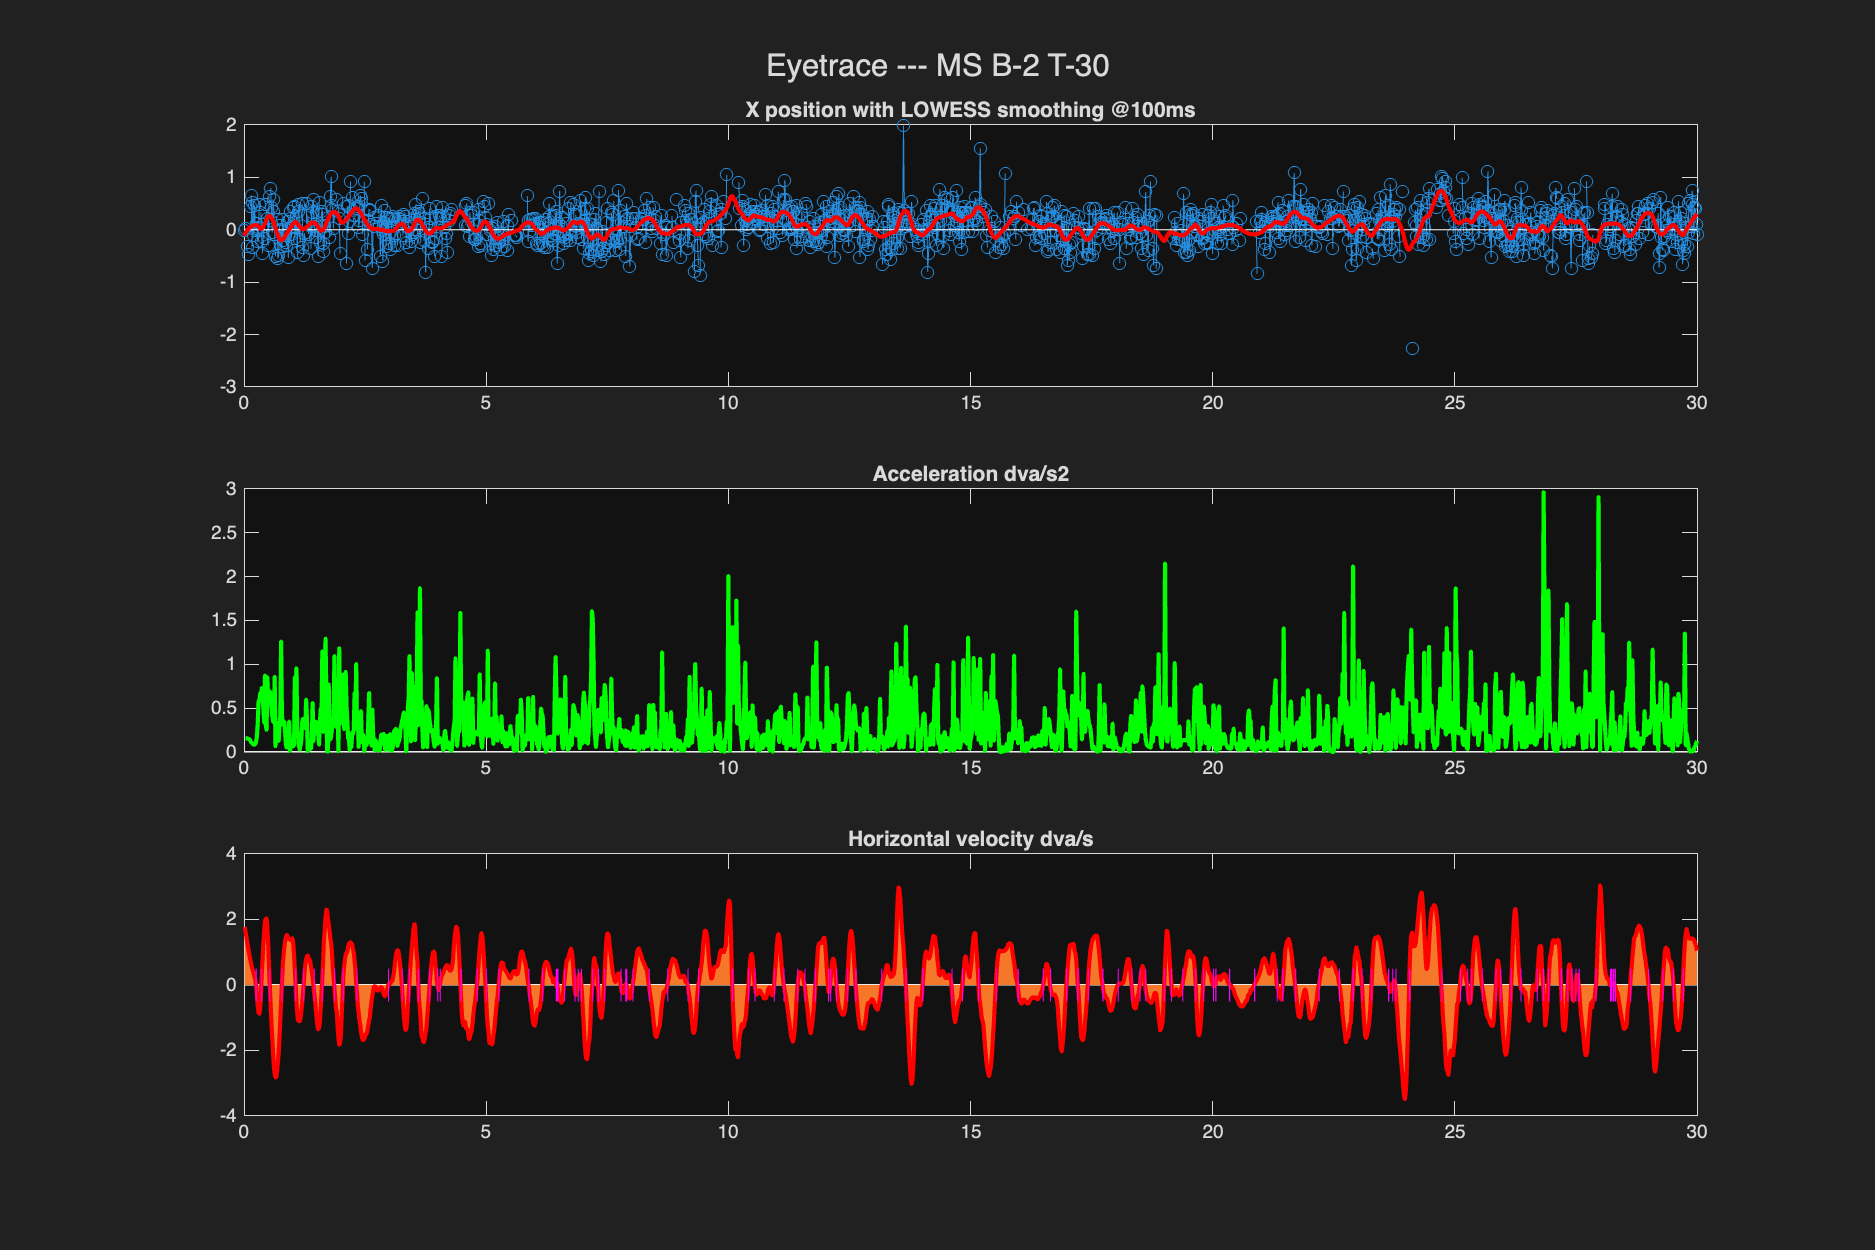 Eyetrace --- MS B-2 T-30
X position with LOWESS smoothing @100ms
2
1
0
-1
-2
-3
0 5 10 15 20 25 30
Acceleration dva/s2
3
2.5
2
1.5
1
0.5
0
0 5 10 15 20 25 30
Horizontal velocity dva/s
4
2
0
-2
-4
0 5 10 15 20 25 30